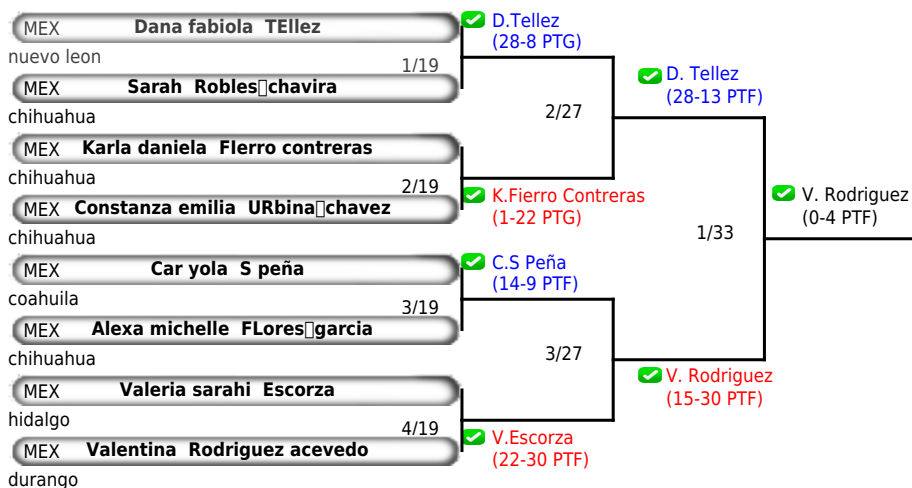 MEX Dana fabiola TEllez
nuevo leon
1/19
MEX Sarah Robles▯chavira
chihuahua
MEX Karla daniela FIerro contreras
chihuahua
2/19
MEX Constanza emilia URbina▯chavez
chihuahua
MEX Car yola S peña
coahuila
3/19
MEX Alexa michelle FLores▯garcia
chihuahua
MEX Valeria sarahi Escorza
hidalgo
4/19
MEX Valentina Rodriguez acevedo
durango
D.Tellez
(28-8 PTG)
2/27
K.Fierro Contreras
(1-22 PTG)
C.S Peña
(14-9 PTF)
3/27
V.Escorza
(22-30 PTF)
D. Tellez
(28-13 PTF)
1/33
V. Rodriguez
(15-30 PTF)
V. Rodriguez
(0-4 PTF)